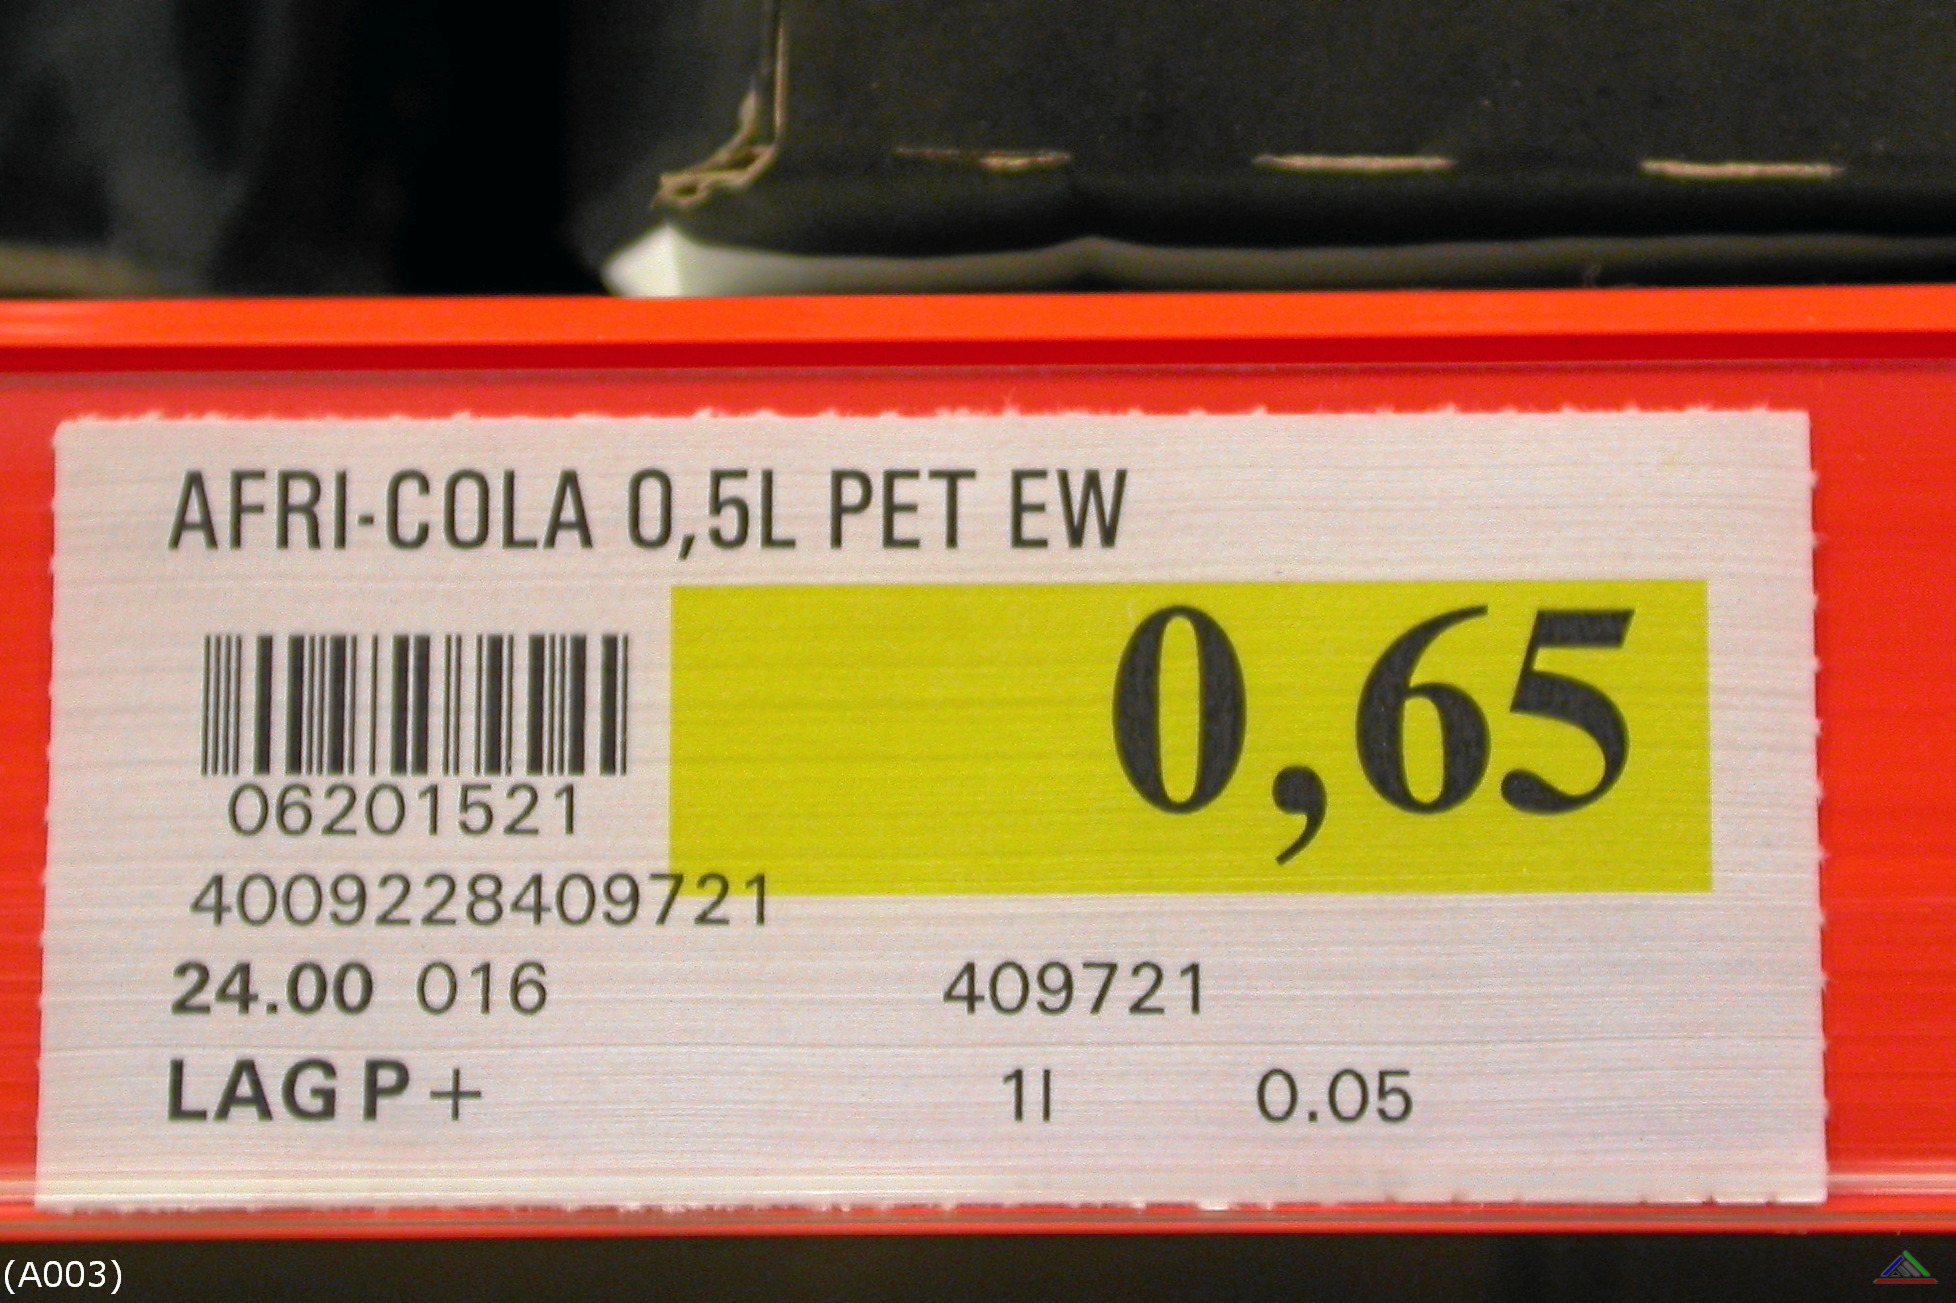 AFRI-COLA 0,5L PET EW
0,65
06201521
4009228409721
24.00 016 409721
LAG P + 1l 0.05
(A003)